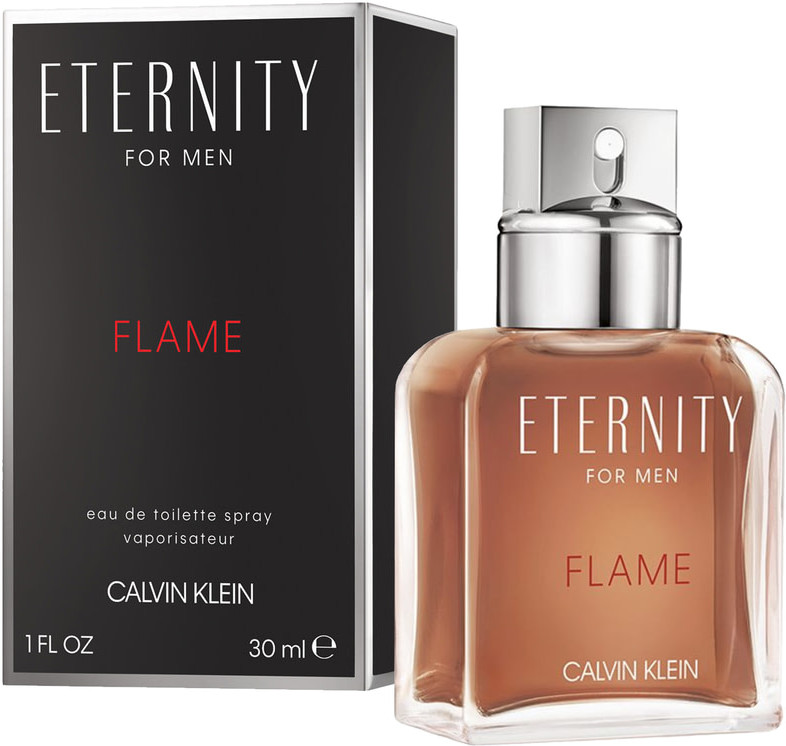 ETERNITY
FOR MEN
FLAME
eau de toilette spray
vaporisateur
CALVIN KLEIN
1 FL OZ 30 ml ℮
ETERNITY
FOR MEN
FLAME
CALVIN KLEIN